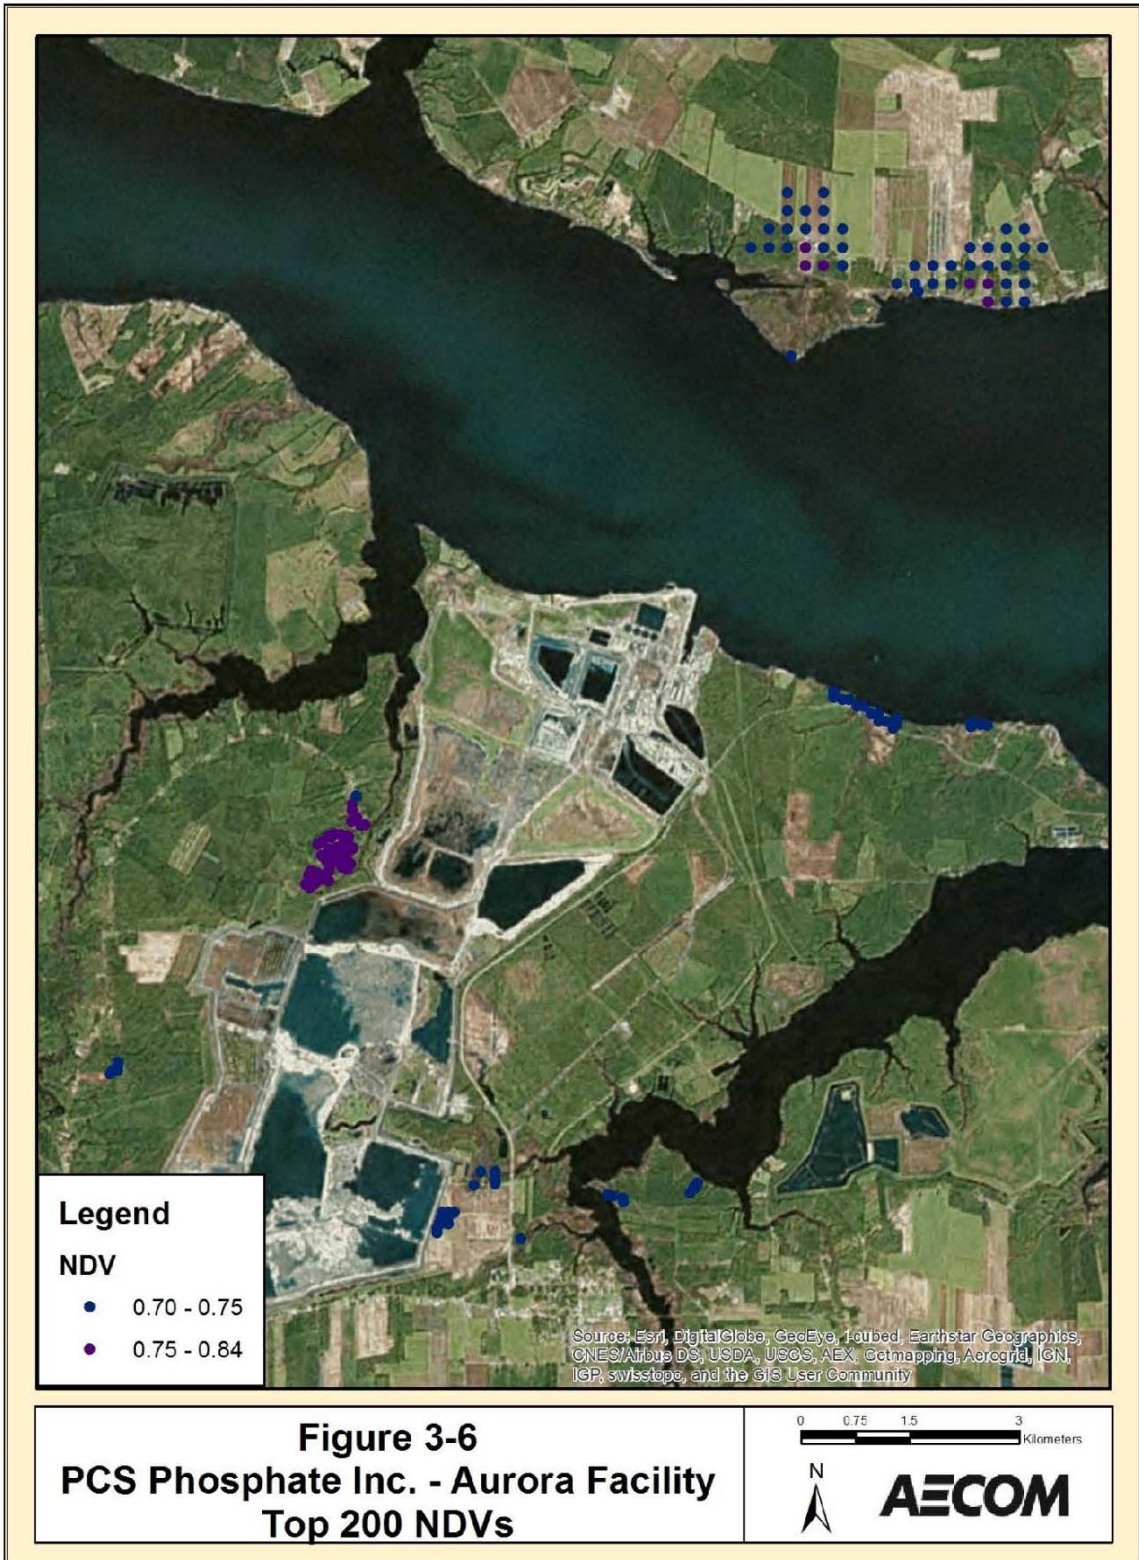 Legend
NDV
0.70 - 0.75
0.75 - 0.84
Source: Esri, DigitalGlobe, GeoEye, i-cubed, Earthstar Geographics,
CNES/Airbus DS, USDA, USGS, AEX, Getmapping, Aerogrid, IGN,
IGP, swisstopo, and the GIS User Community
Figure 3-6
PCS Phosphate Inc. - Aurora Facility
Top 200 NDVs
0 0.75 1.5 3
Kilometers
N
AECOM